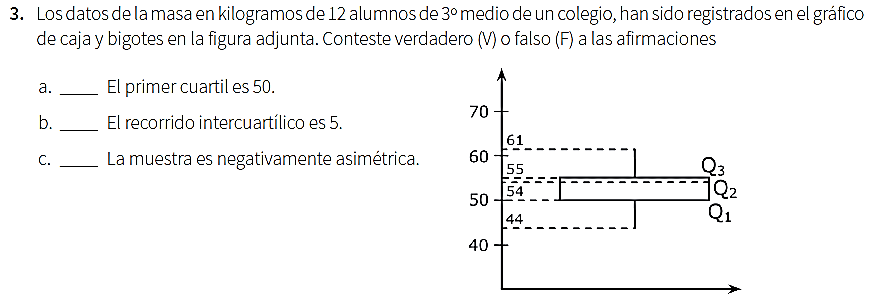 3. Los datos de la masa en kilogramos de 12 alumnos de 3º medio de un colegio, han sido registrados en el gráfico
de caja y bigotes en la figura adjunta. Conteste verdadero (V) o falso (F) a las afirmaciones
a. ____ El primer cuartil es 50.
b. ____ El recorrido intercuartílico es 5.
c. ____ La muestra es negativamente asimétrica.
70
61
60
55
Q3
54
Q2
50
Q1
44
40